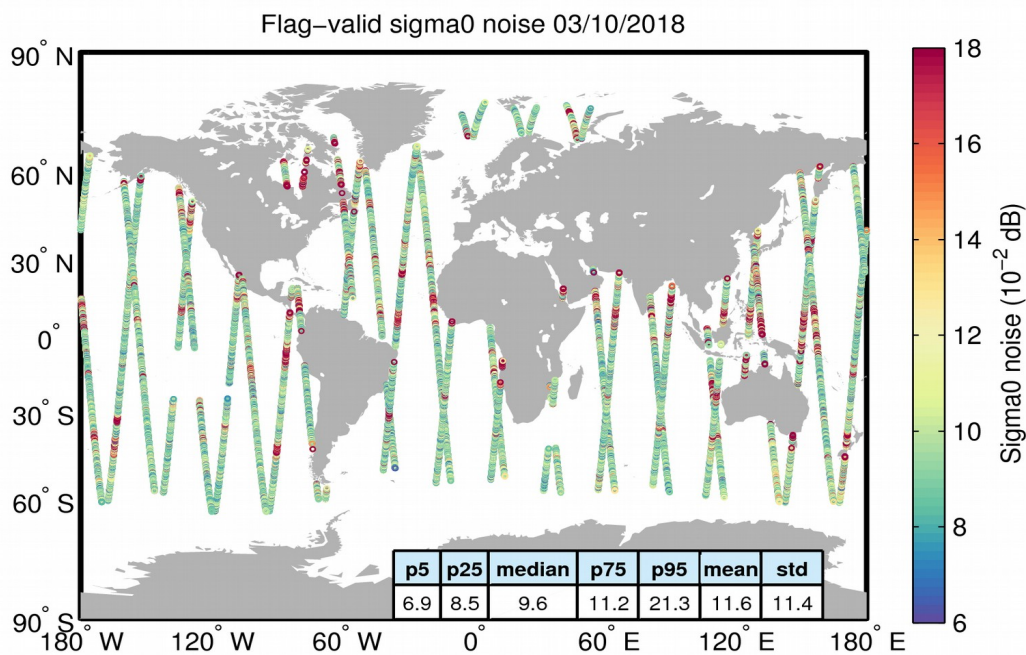 Flag−valid sigma0 noise 03/10/2018
90° N
60° N
30° N
0°
30° S
60° S
90° S
180° W
120° W
60° W
0°
60° E
120° E
180° E
p5 p25 median p75 p95 mean std
6.9 8.5 9.6 11.2 21.3 11.6 11.4
18
16
14
12
10
8
6
Sigma0 noise (10⁻² dB)